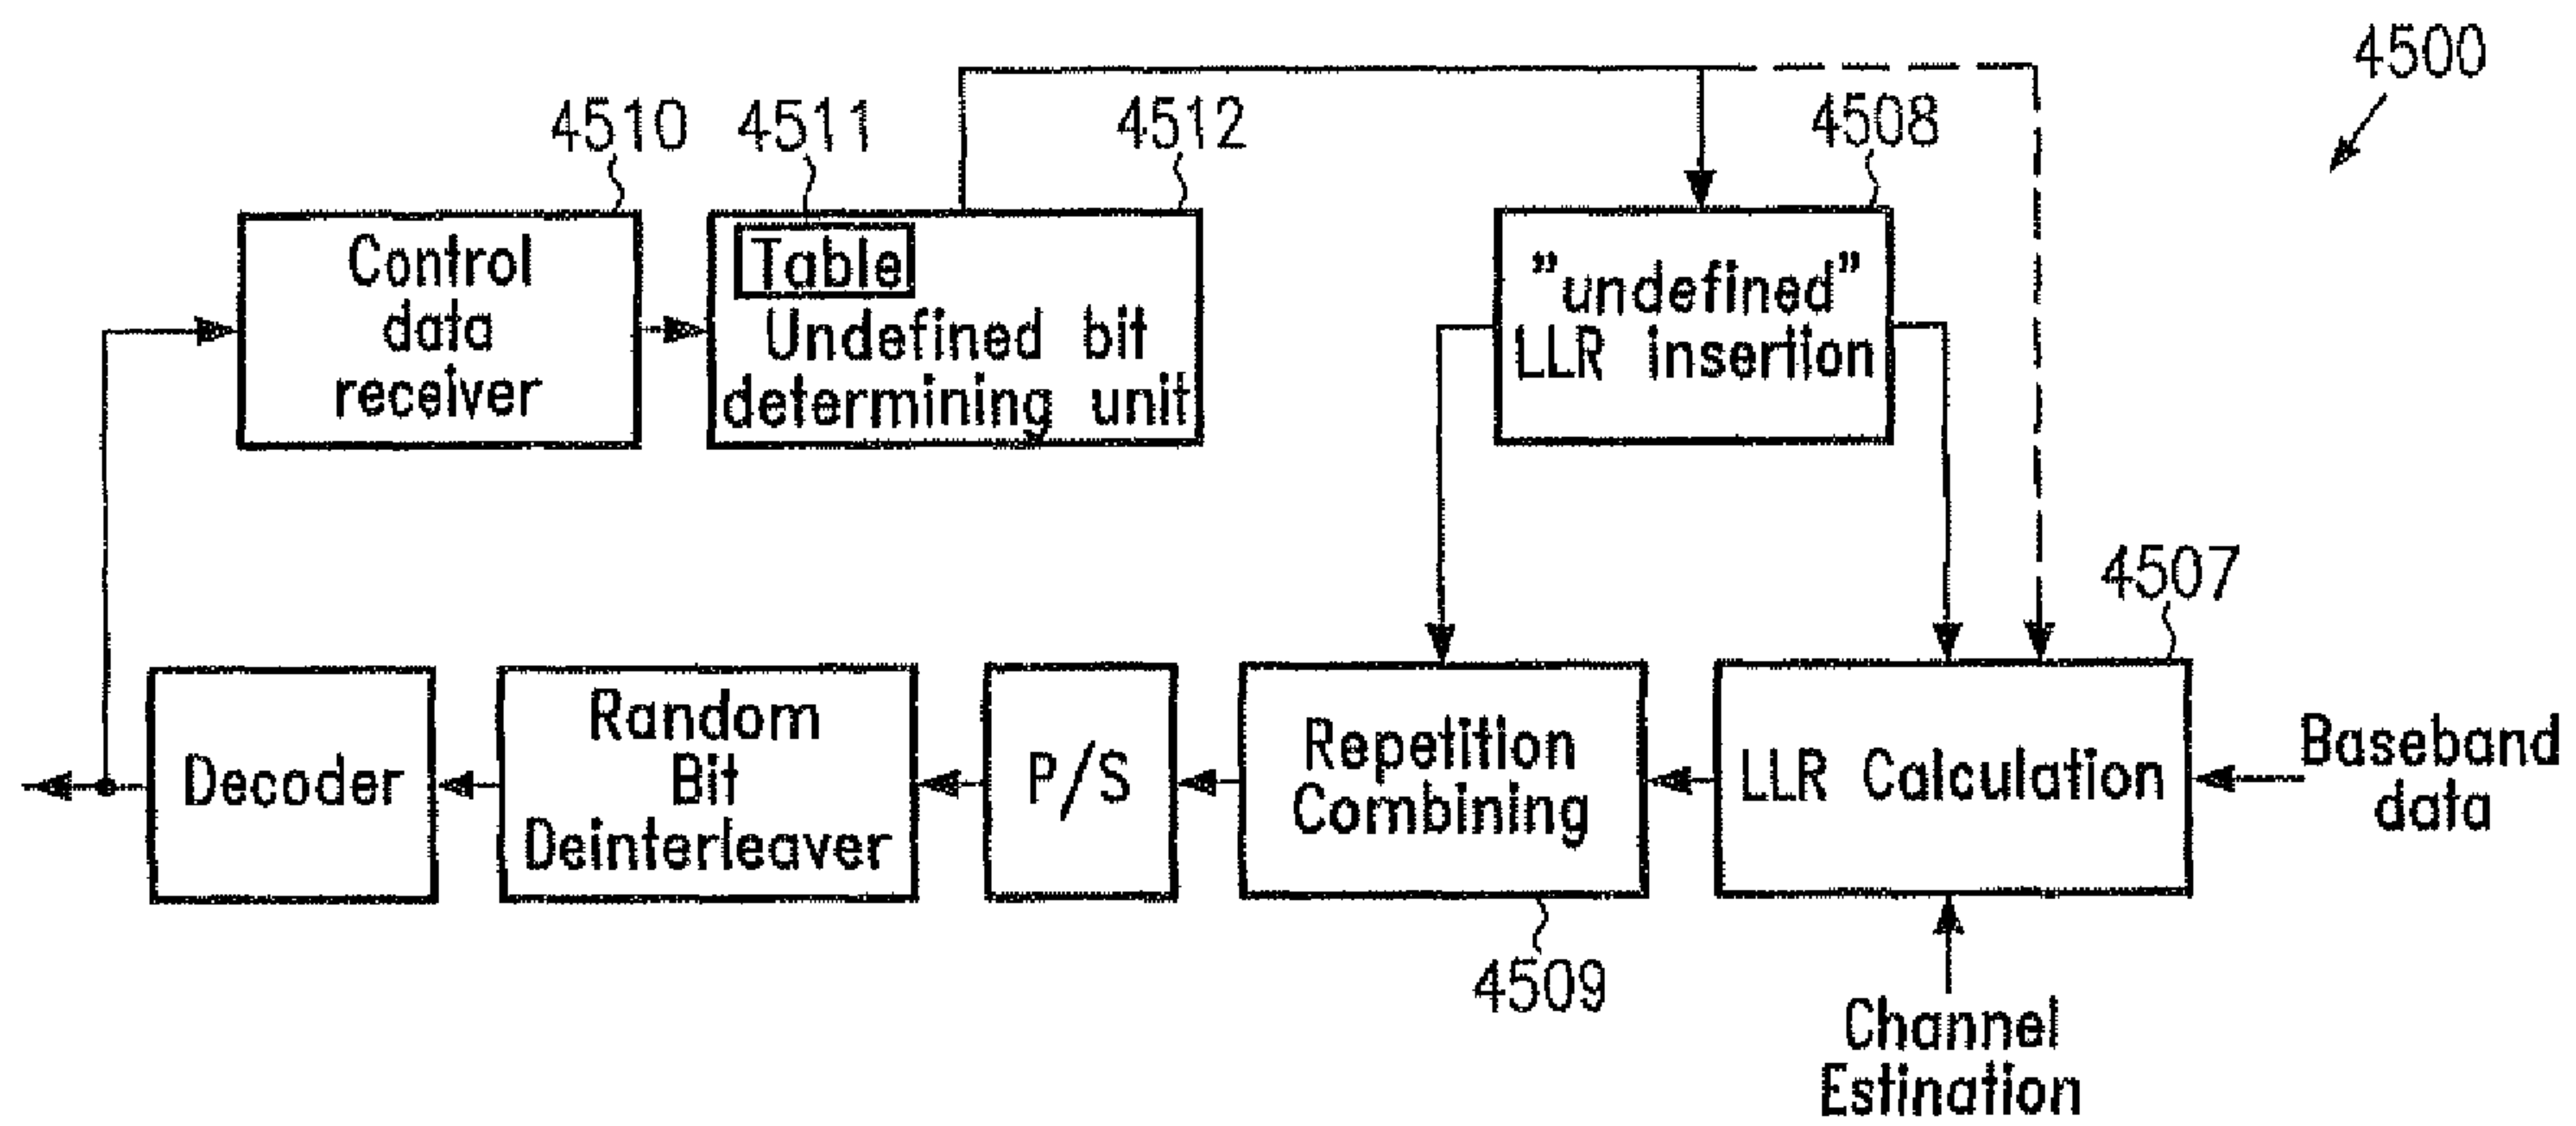 4500
4510
4511
4512
4508
Control
data
receiver
Table
Undefined bit
determining unit
"undefined"
LLR insertion
4507
Decoder
Random
Bit
Deinterleaver
P/S
Repetition
Combining
LLR Calculation
Baseband
data
4509
Channel
Estination